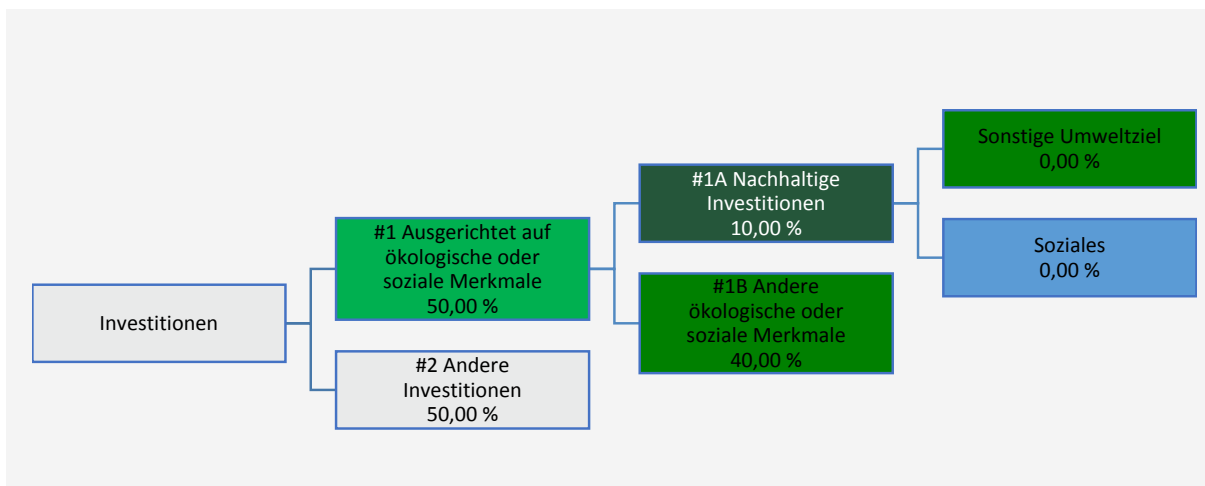 Investitionen
#1 Ausgerichtet auf
ökologische oder
soziale Merkmale
50,00 %
#2 Andere
Investitionen
50,00 %
#1A Nachhaltige
Investitionen
10,00 %
#1B Andere
ökologische oder
soziale Merkmale
40,00 %
Sonstige Umweltziel
0,00 %
Soziales
0,00 %